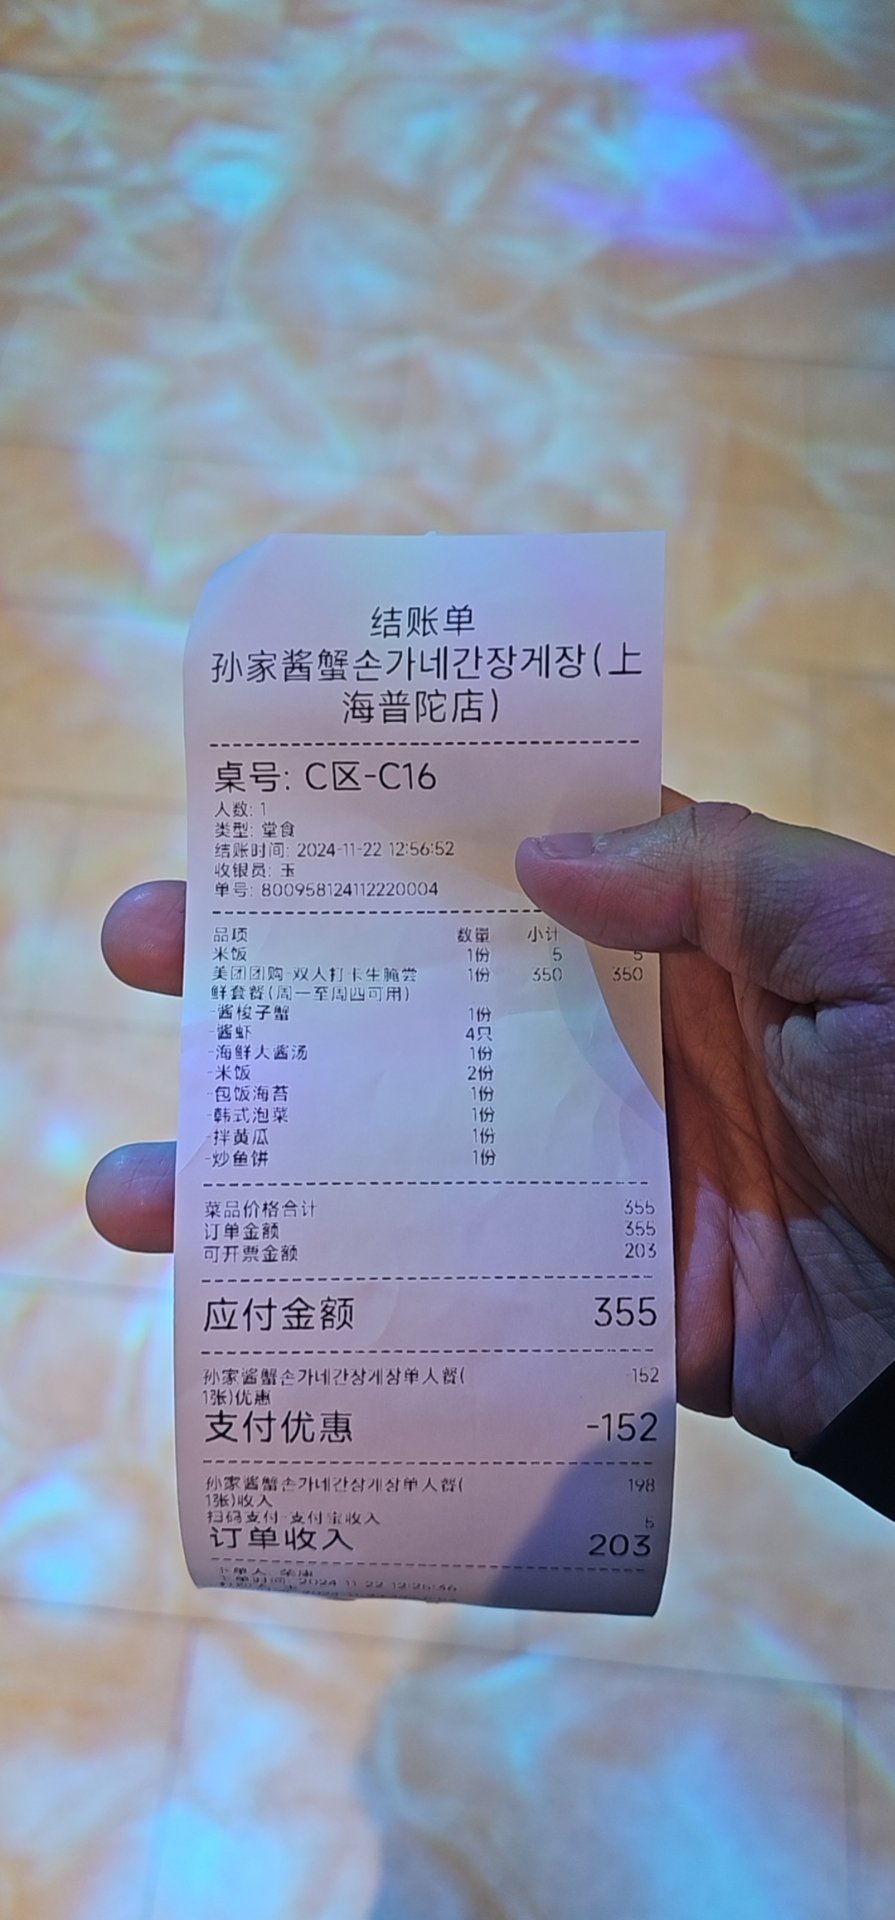 结账单
孙家酱蟹손가네간장게장(上
海普陀店)
桌号: C区-C16
人数: 1
类型: 堂食
结账时间: 2024-11-22 12:56:52
收银员: 玉
单号: 800958124112220004
品项 数量 小计
米饭 1份 5 5
美团团购-双人打卡生腌尝 1份 350 350
鲜套餐(周一至周四可用)
-酱梭子蟹 1份
-酱虾 4只
-海鲜大酱汤 1份
-米饭 2份
-包饭海苔 1份
-韩式泡菜 1份
-拌黄瓜 1份
-炒鱼饼 1份
菜品价格合计 355
订单金额 355
可开票金额 203
应付金额 355
孙家酱蟹손가네간장게장单人餐( -152
1张)优惠
支付优惠 -152
孙家酱蟹손가네간장게장单人餐( 198
1张)收入
扫码支付-支付宝收入 5
订单收入 203
2024-11-22 12:26:36